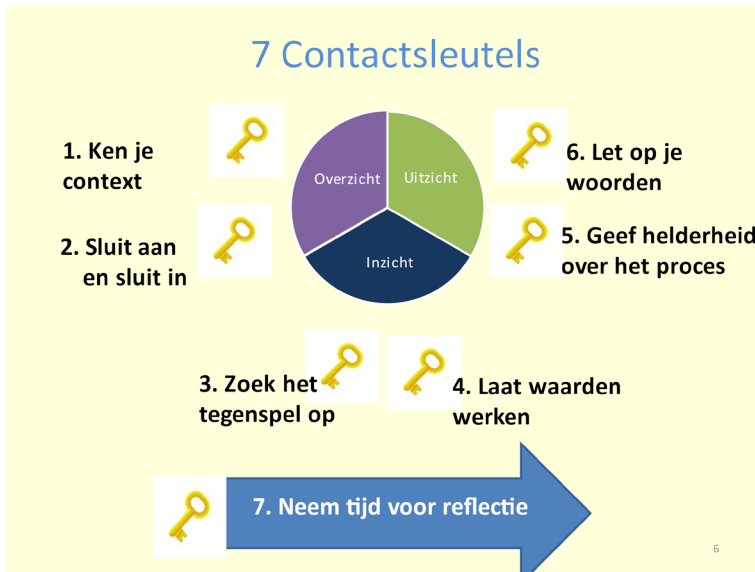 7 Contactsleutels
1. Ken je
context
Overzicht
Uitzicht
6. Let op je
woorden
2. Sluit aan
en sluit in
Inzicht
5. Geef helderheid
over het proces
3. Zoek het
tegenspel op
4. Laat waarden
werken
7. Neem tijd voor reflectie
6